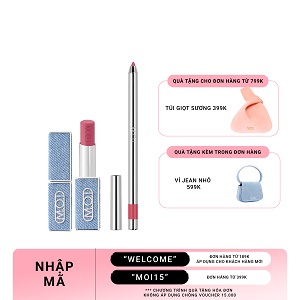 QUÀ TẶNG CHO ĐƠN HÀNG TỪ 799K
TÚI GIỌT SƯƠNG 399K
QUÀ TẶNG KÈM TRONG ĐƠN HÀNG
VÍ JEAN NHỎ
599K
MOI
MOI
NHẬP
MÃ
"WELCOME"
ĐƠN HÀNG TỪ 189K
ÁP DỤNG CHO KHÁCH HÀNG MỚI
"MOI15"
ĐƠN HÀNG TỪ 399K
*** CHƯƠNG TRÌNH QUÀ TẶNG HÓA ĐƠN
KHÔNG ÁP DỤNG CHỒNG VOUCHER 15.000